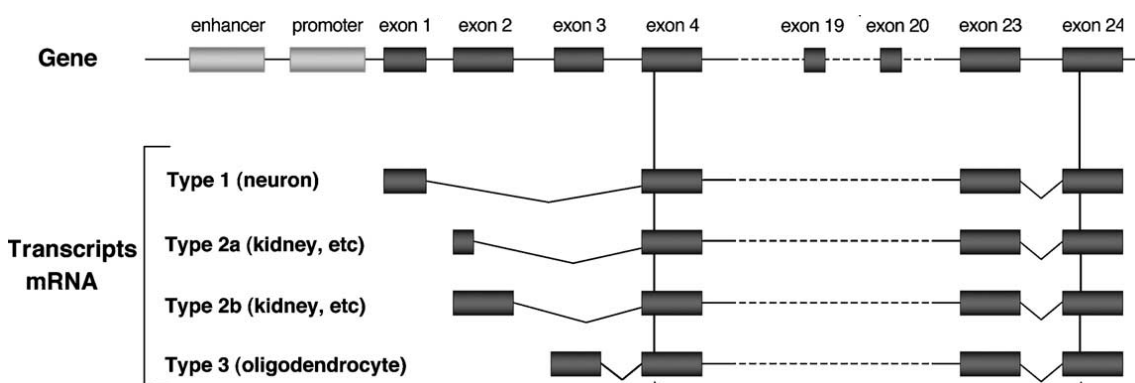 enhancer promoter exon 1 exon 2 exon 3 exon 4 exon 19 exon 20 exon 23 exon 24
Gene
Type 1 (neuron)
Type 2a (kidney, etc)
Transcripts
mRNA
Type 2b (kidney, etc)
Type 3 (oligodendrocyte)